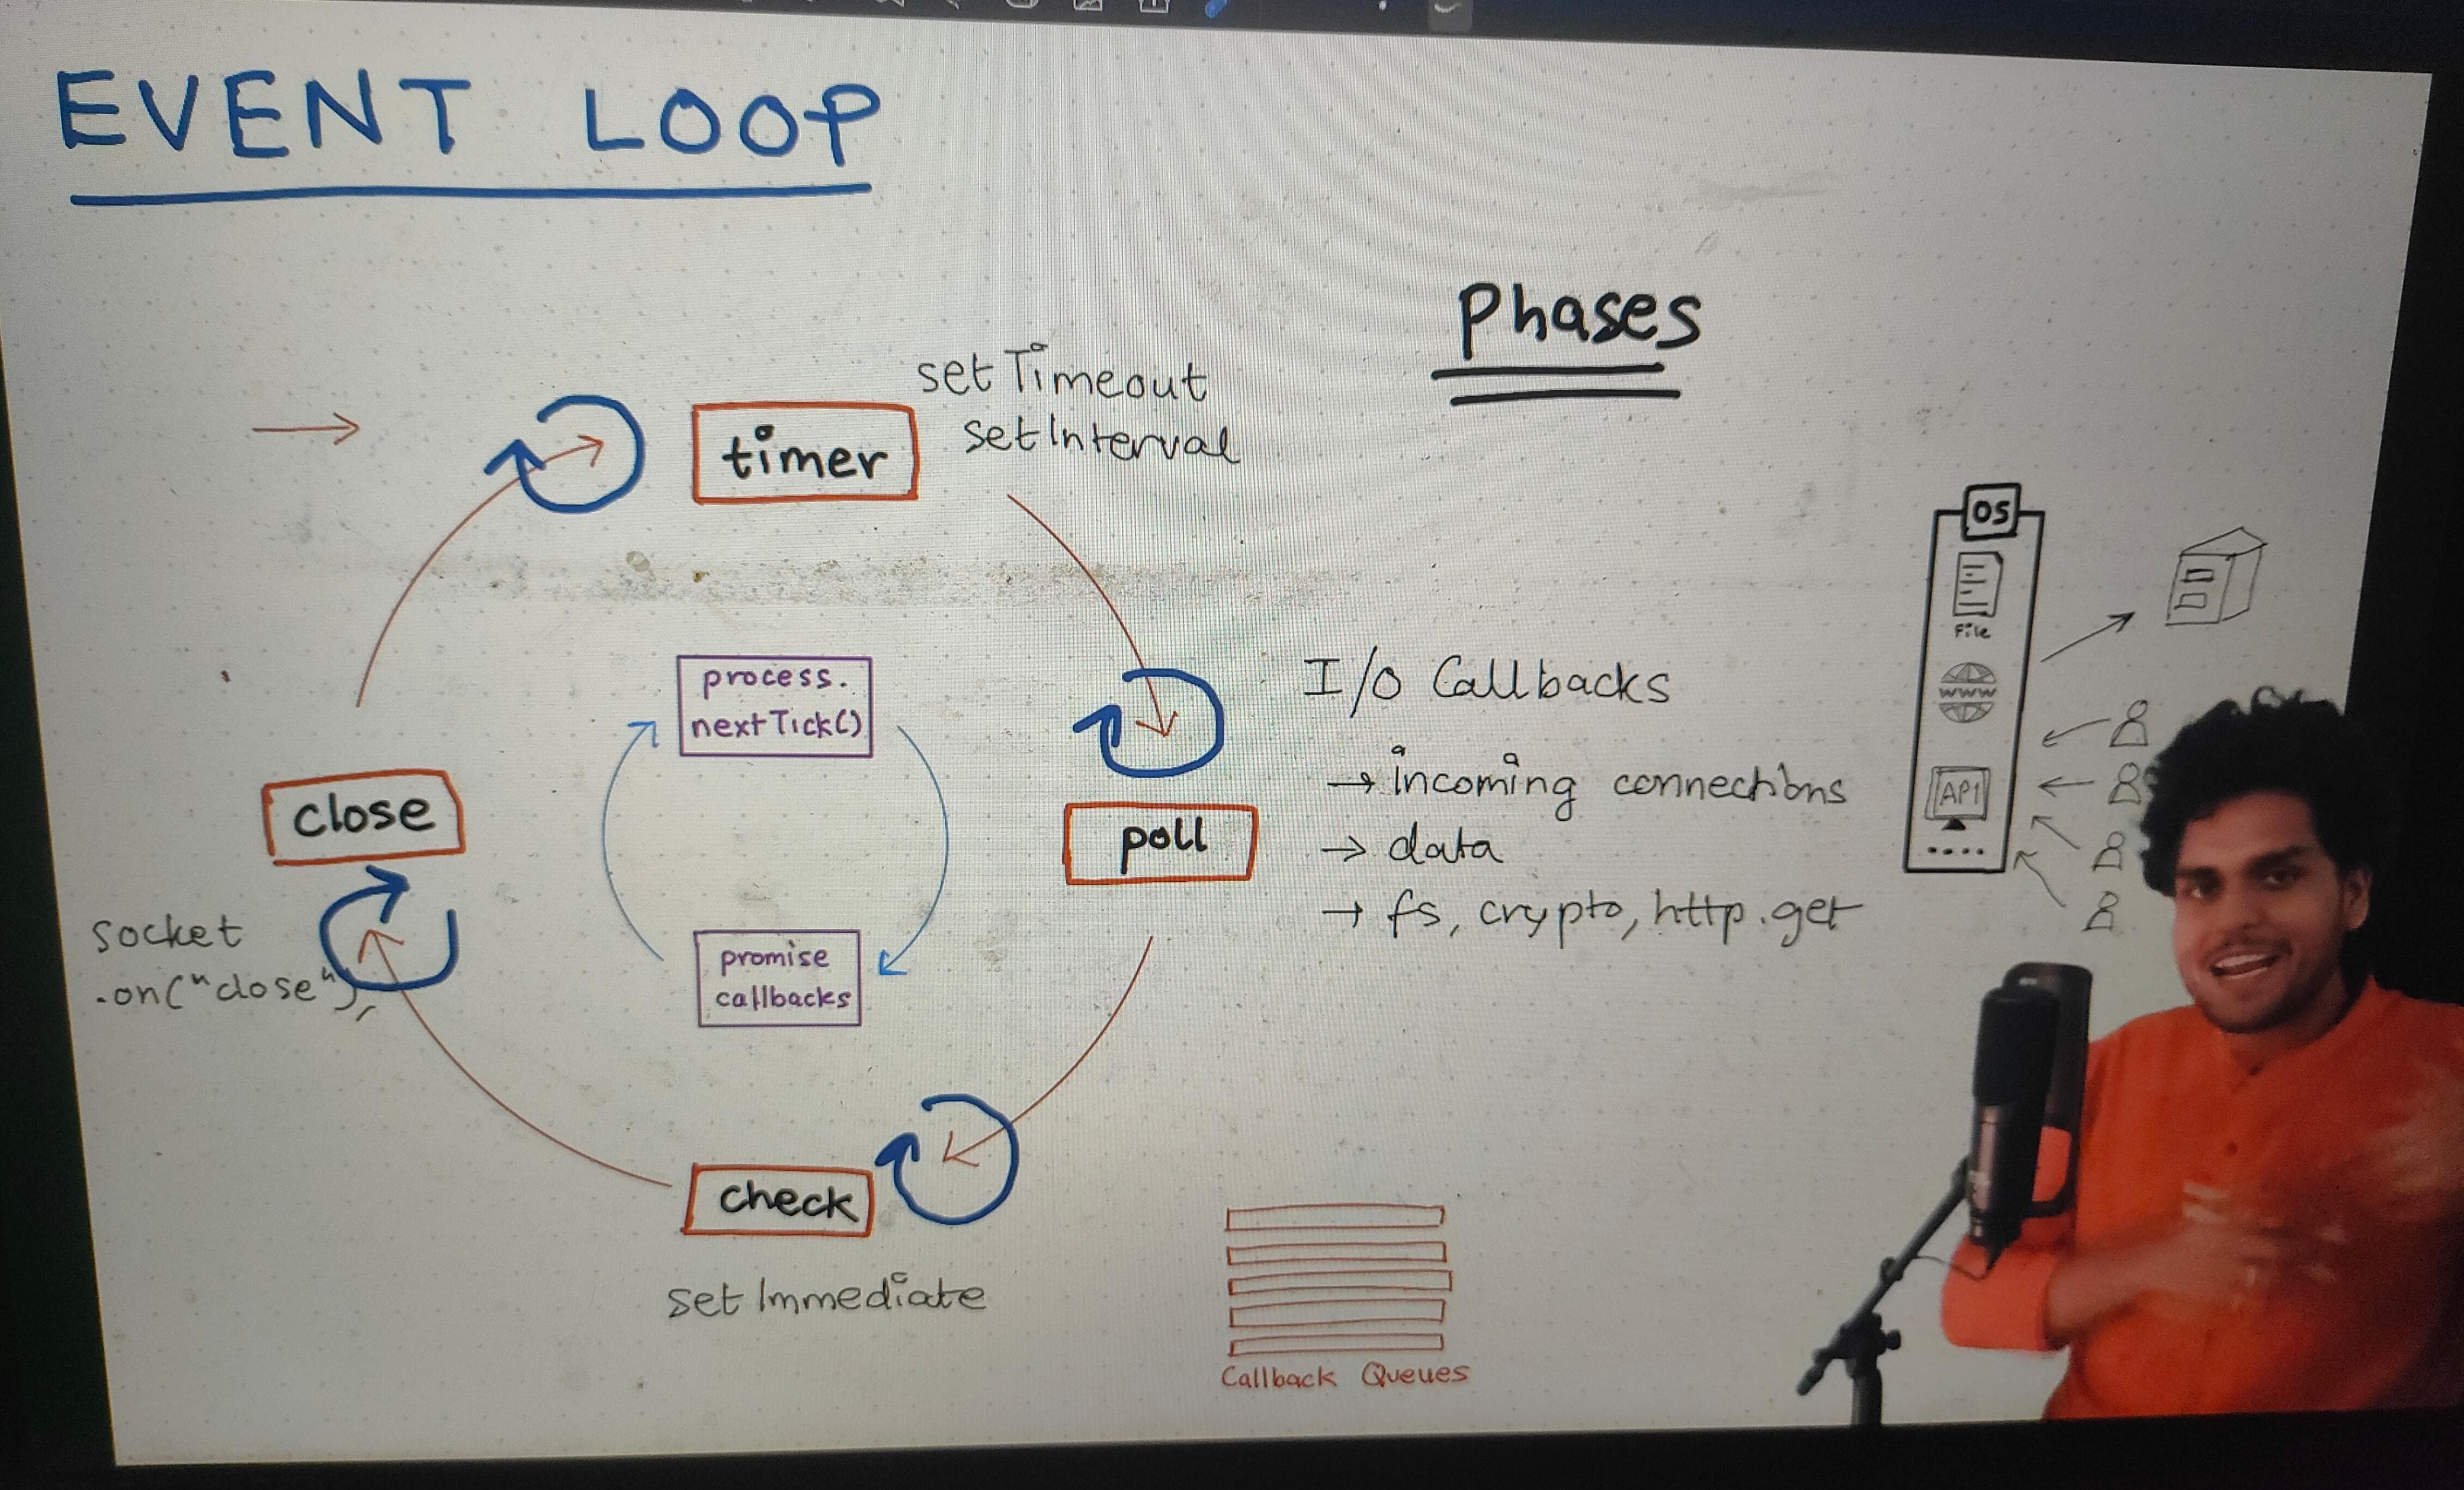 EVENT LOOP
Phases
setTimeout
setInterval
timer
process.
nextTick()
promise
callbacks
close
socket
.on("close");
poll
I/O Callbacks
→ incoming connections
→ data
→ fs, crypto, http.get
check
setImmediate
Callback Queues
OS
File
www
API